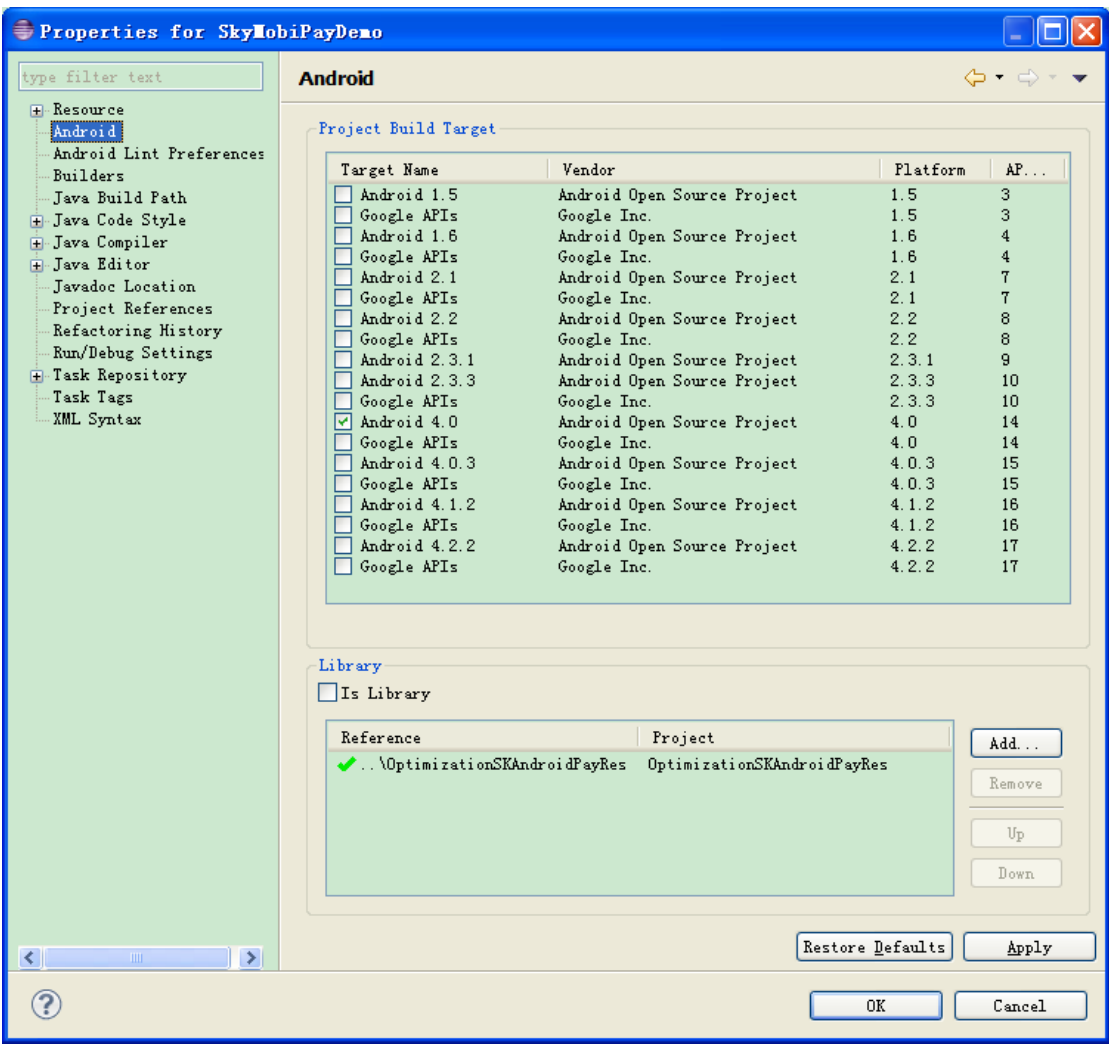 Properties for SkyMobiPayDemo
type filter text
Resource
Android
Android Lint Preferences
Builders
Java Build Path
Java Code Style
Java Compiler
Java Editor
Javadoc Location
Project References
Refactoring History
Run/Debug Settings
Task Repository
Task Tags
XML Syntax
Android
Project Build Target
Target Name Vendor Platform AP...
Android 1.5 Android Open Source Project 1.5 3
Google APIs Google Inc. 1.5 3
Android 1.6 Android Open Source Project 1.6 4
Google APIs Google Inc. 1.6 4
Android 2.1 Android Open Source Project 2.1 7
Google APIs Google Inc. 2.1 7
Android 2.2 Android Open Source Project 2.2 8
Google APIs Google Inc. 2.2 8
Android 2.3.1 Android Open Source Project 2.3.1 9
Android 2.3.3 Android Open Source Project 2.3.3 10
Google APIs Google Inc. 2.3.3 10
Android 4.0 Android Open Source Project 4.0 14
Google APIs Google Inc. 4.0 14
Android 4.0.3 Android Open Source Project 4.0.3 15
Google APIs Google Inc. 4.0.3 15
Android 4.1.2 Android Open Source Project 4.1.2 16
Google APIs Google Inc. 4.1.2 16
Android 4.2.2 Android Open Source Project 4.2.2 17
Google APIs Google Inc. 4.2.2 17
Library
Is Library
Reference Project
..\OptimizationSKAndroidPayRes OptimizationSKAndroidPayRes
Add...
Remove
Up
Down
Restore Defaults Apply
OK Cancel